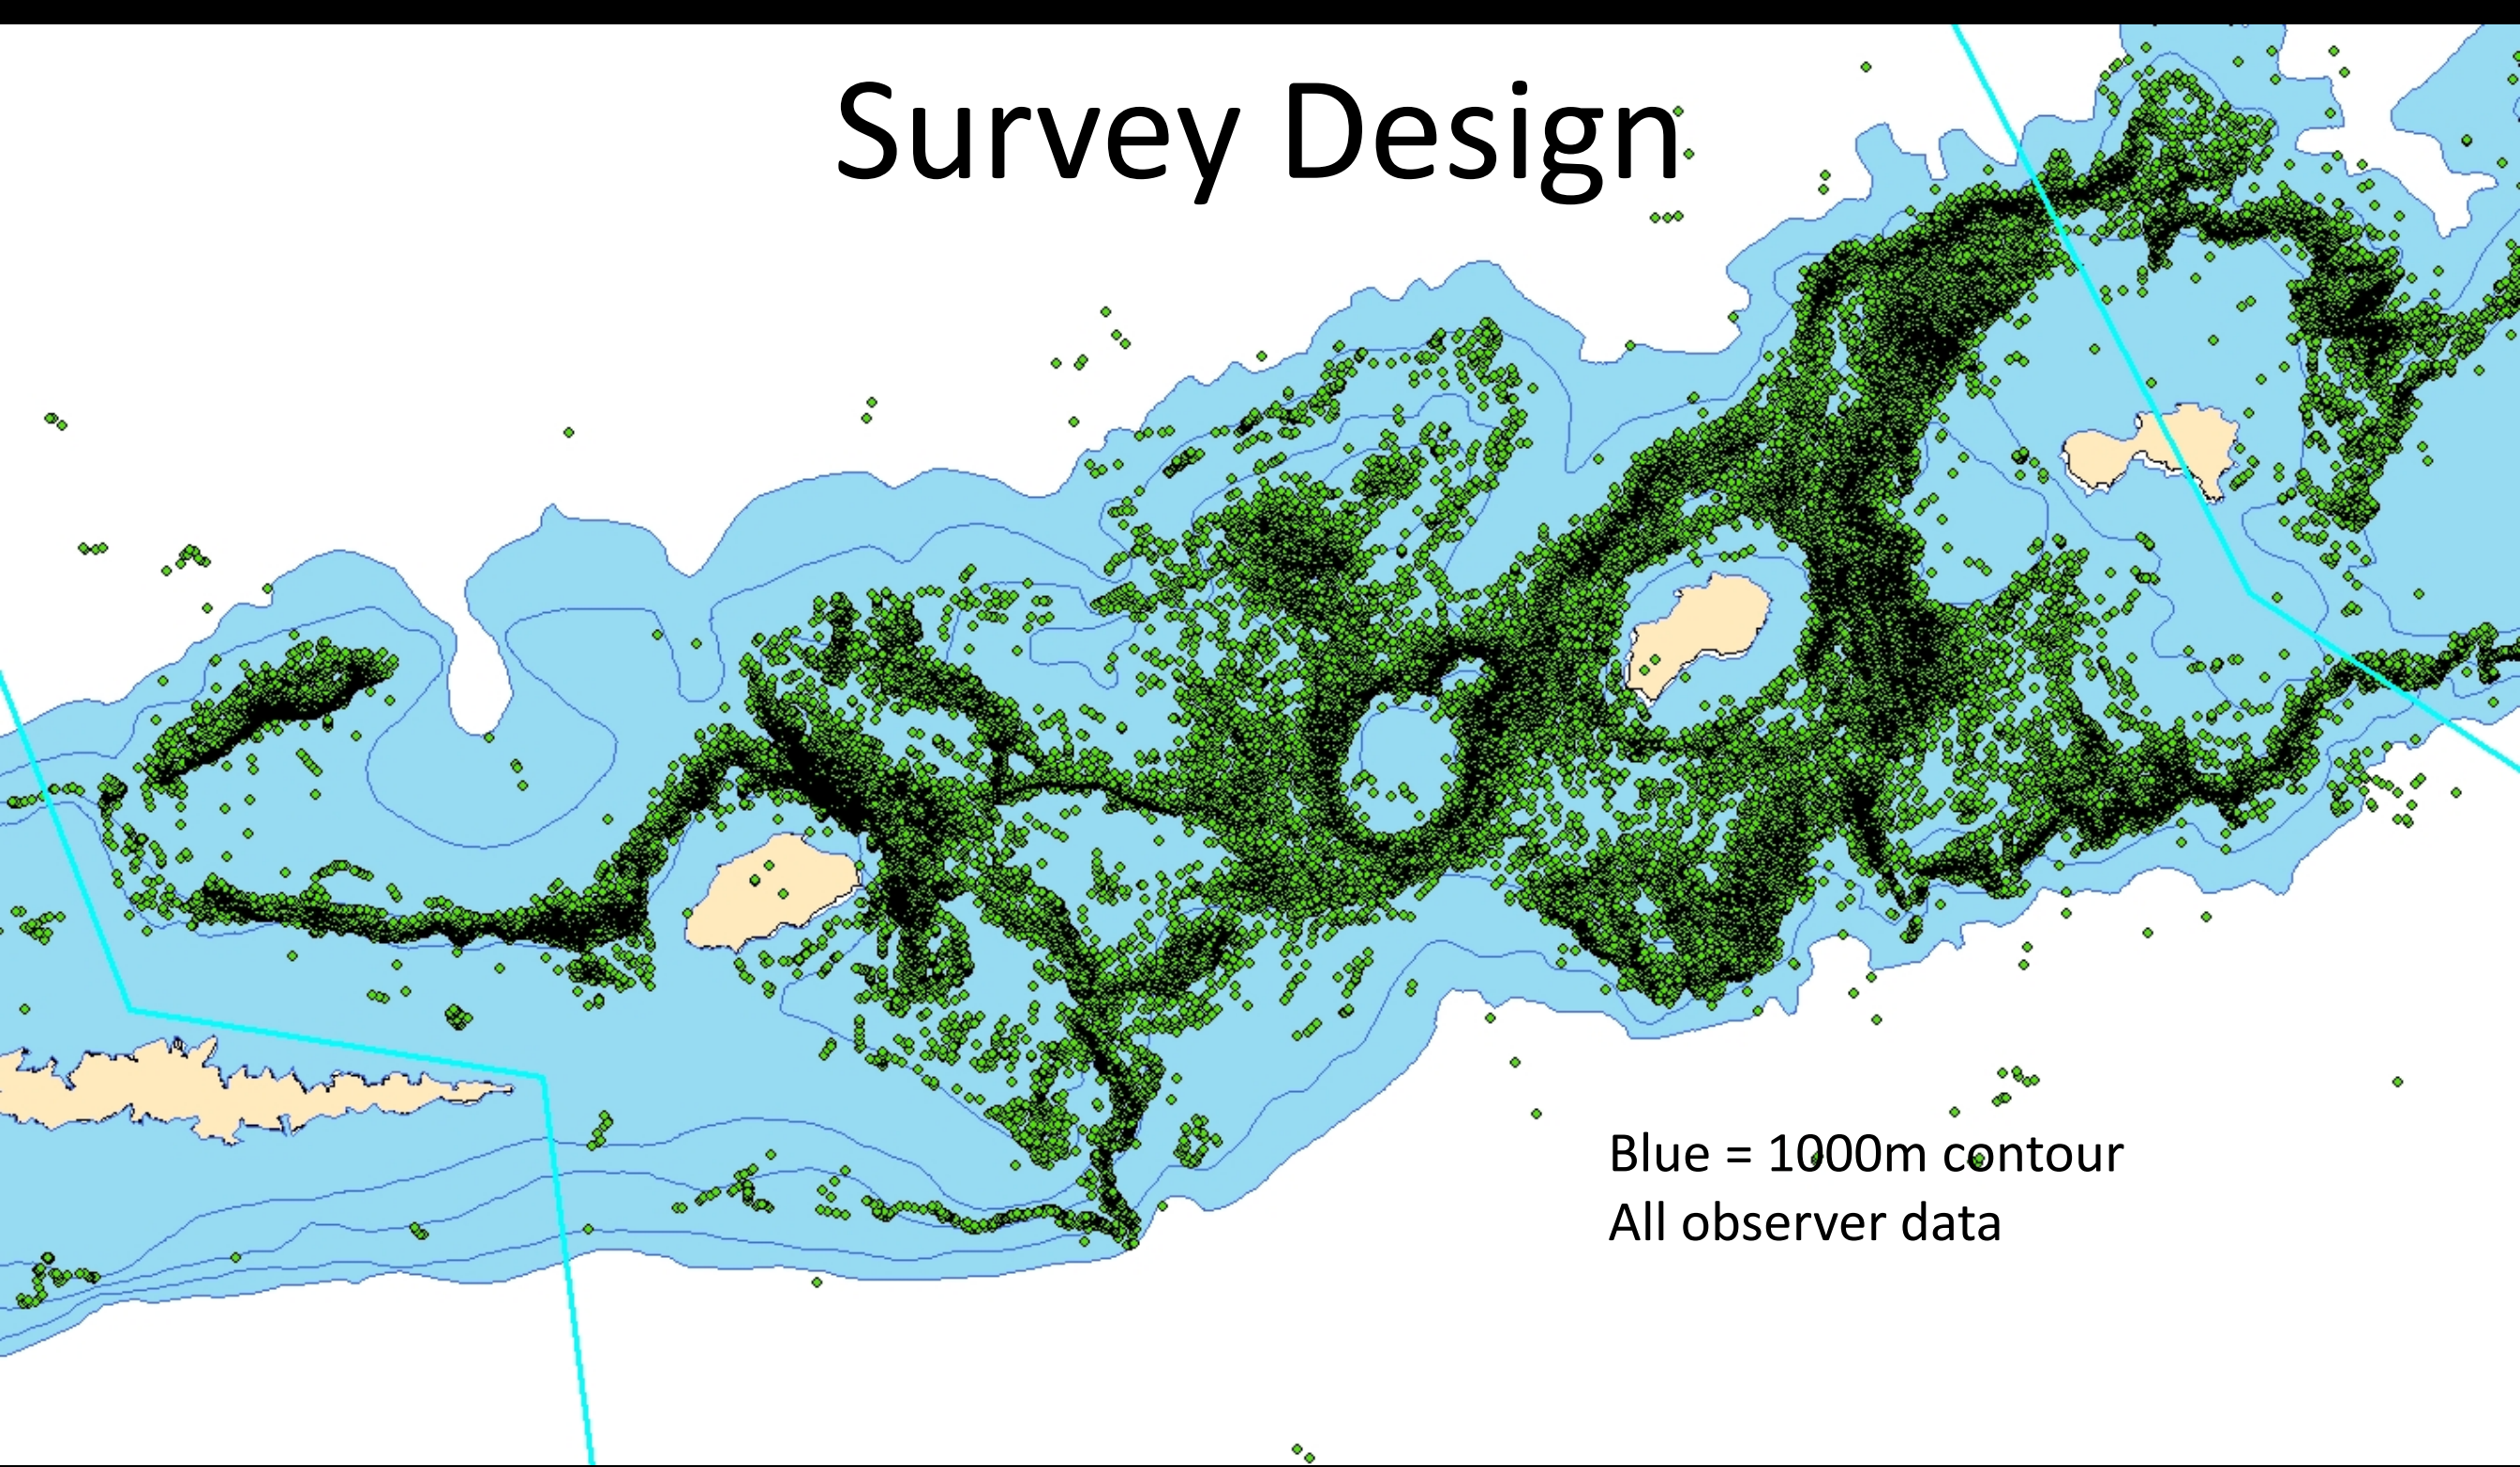 Survey Design
Blue = 1000m contour
All observer data